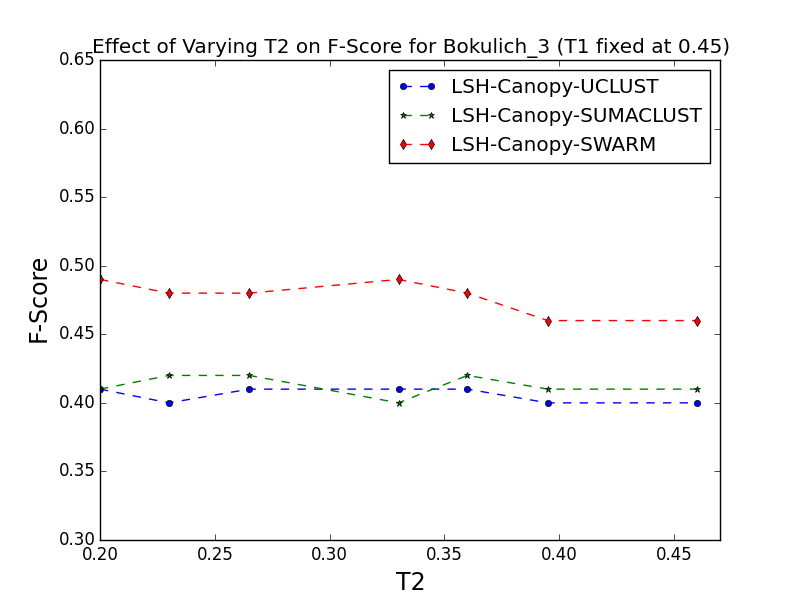 Effect of Varying T2 on F-Score for Bokulich_3 (T1 fixed at 0.45)
LSH-Canopy-UCLUST
LSH-Canopy-SUMACLUST
LSH-Canopy-SWARM
F-Score
0.65
0.60
0.55
0.50
0.45
0.40
0.35
0.30
0.20
0.25
0.30
0.35
0.40
0.45
T2